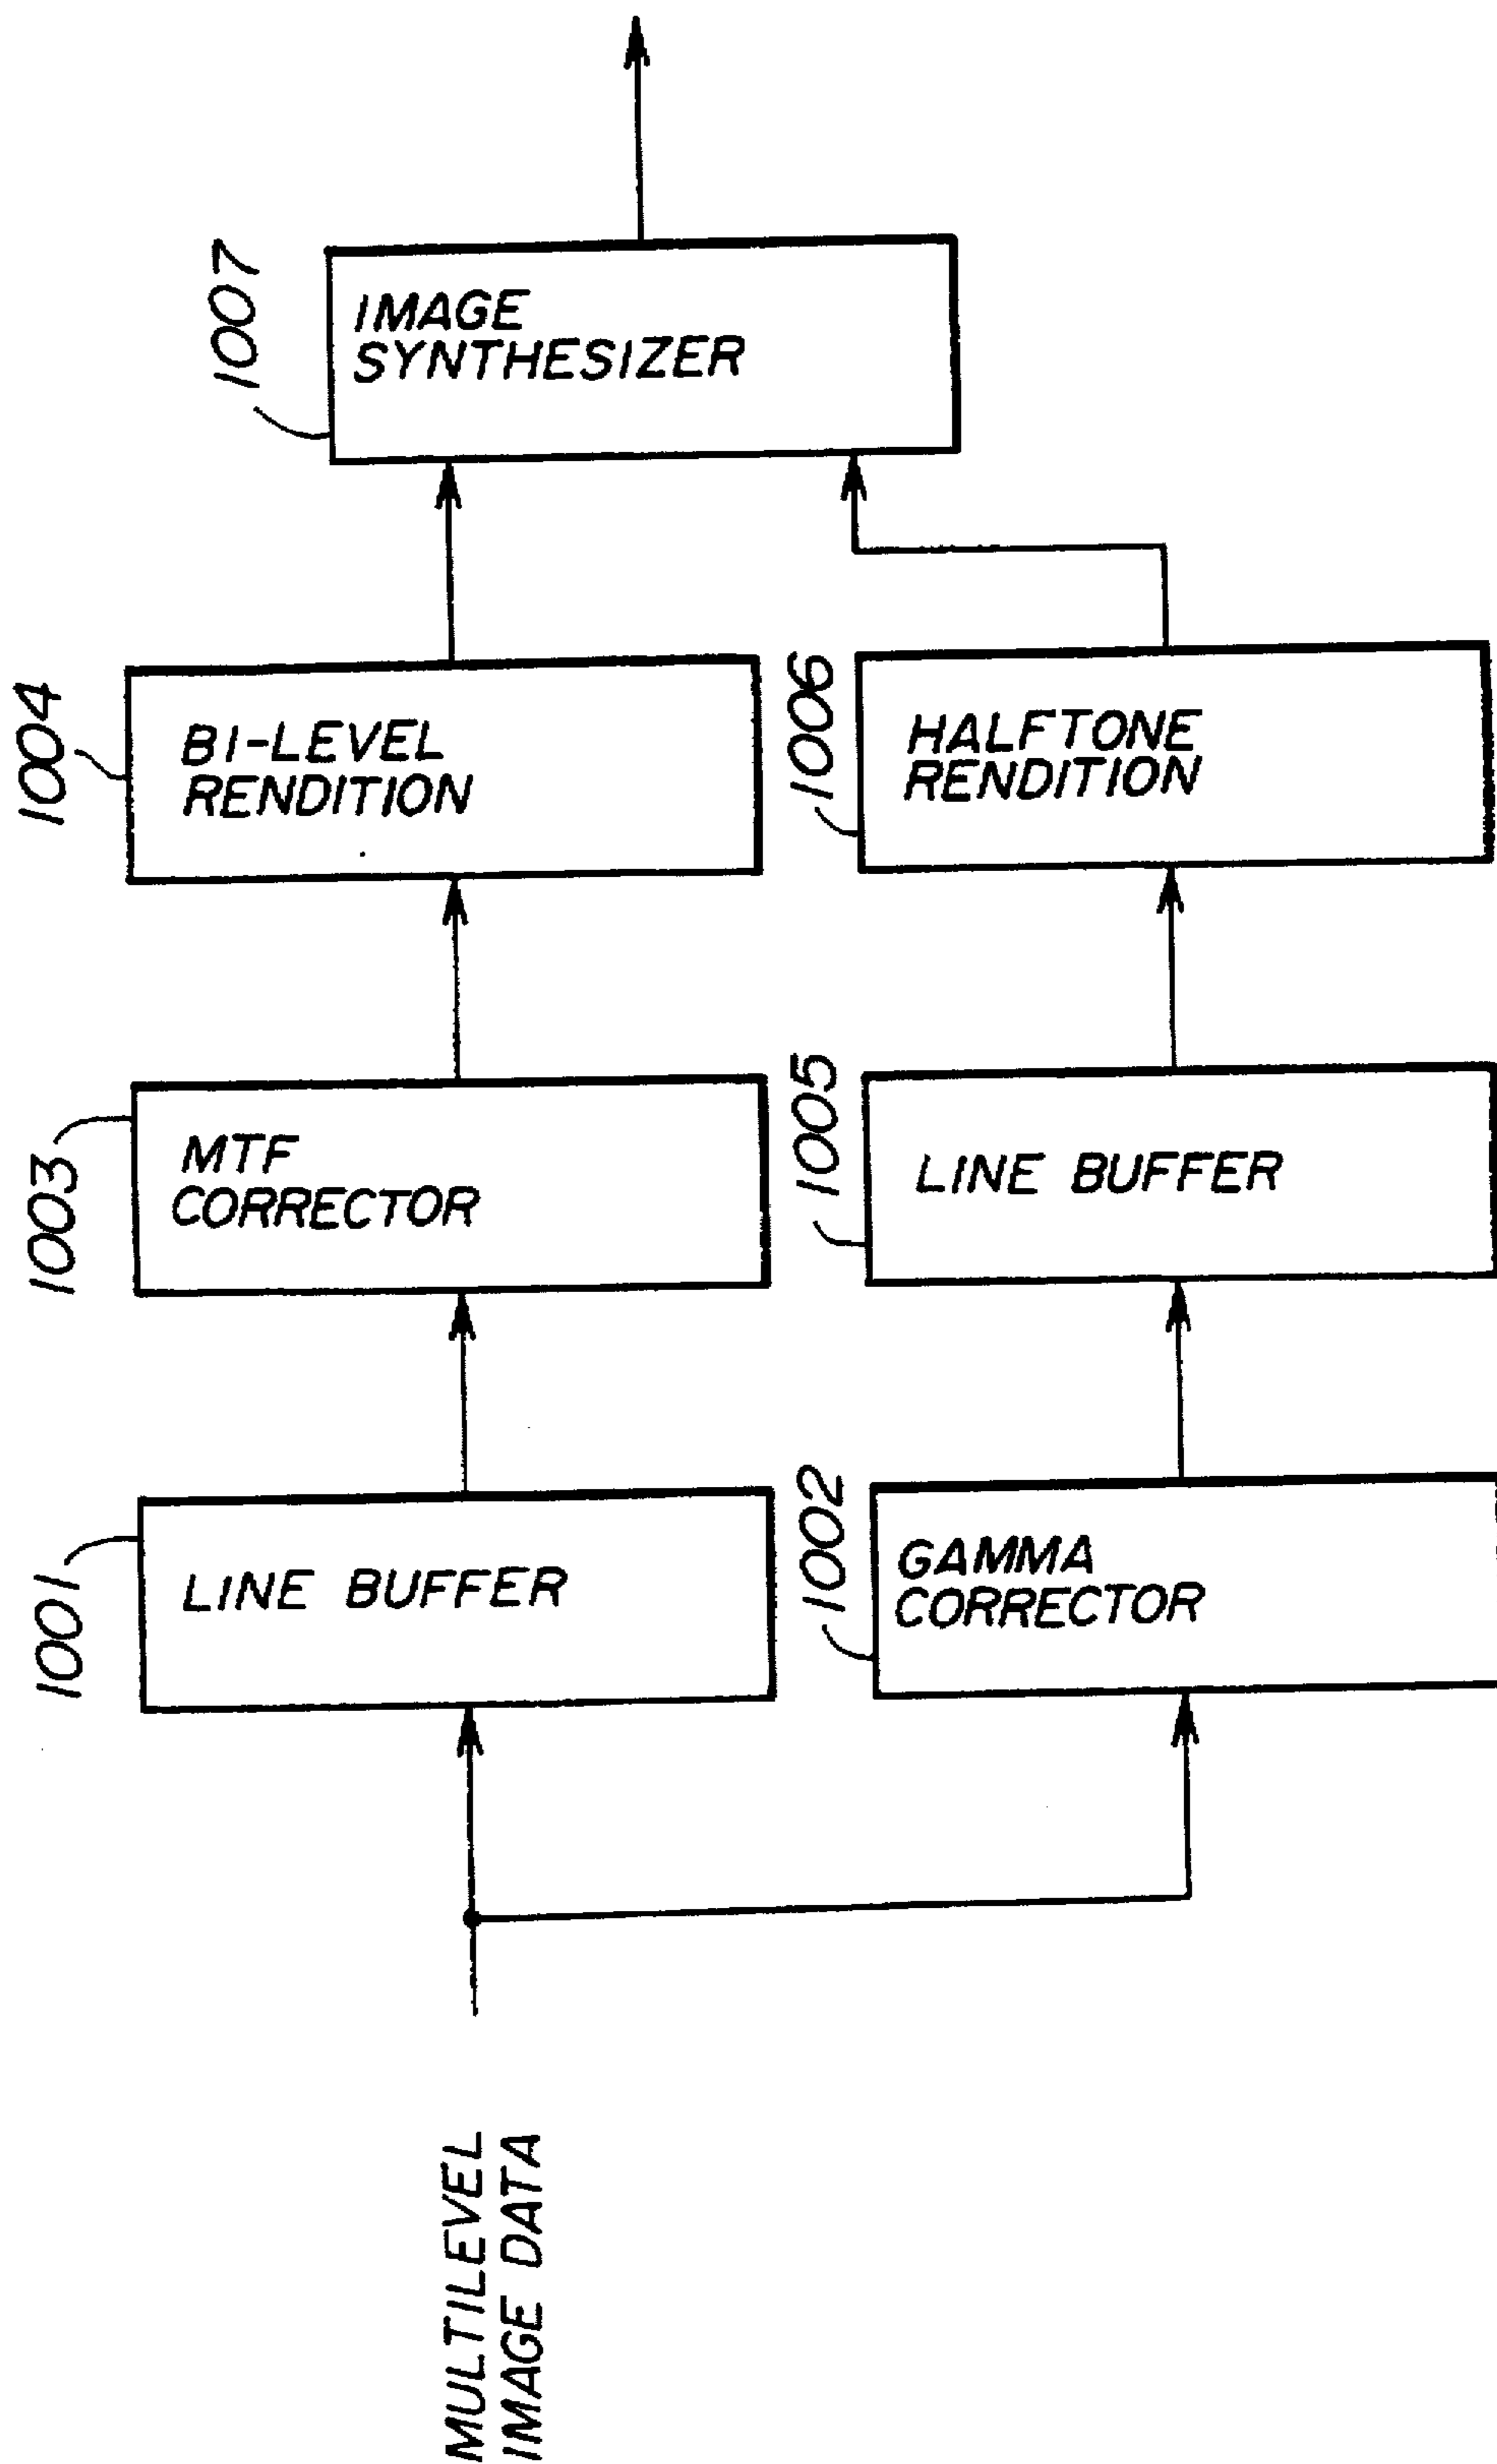 MULTILEVEL
IMAGE DATA
1001
LINE BUFFER
1003
MTF
CORRECTOR
1004
BI-LEVEL
RENDITION
1007
IMAGE
SYNTHESIZER
1002
GAMMA
CORRECTOR
1005
LINE BUFFER
1006
HALFTONE
RENDITION